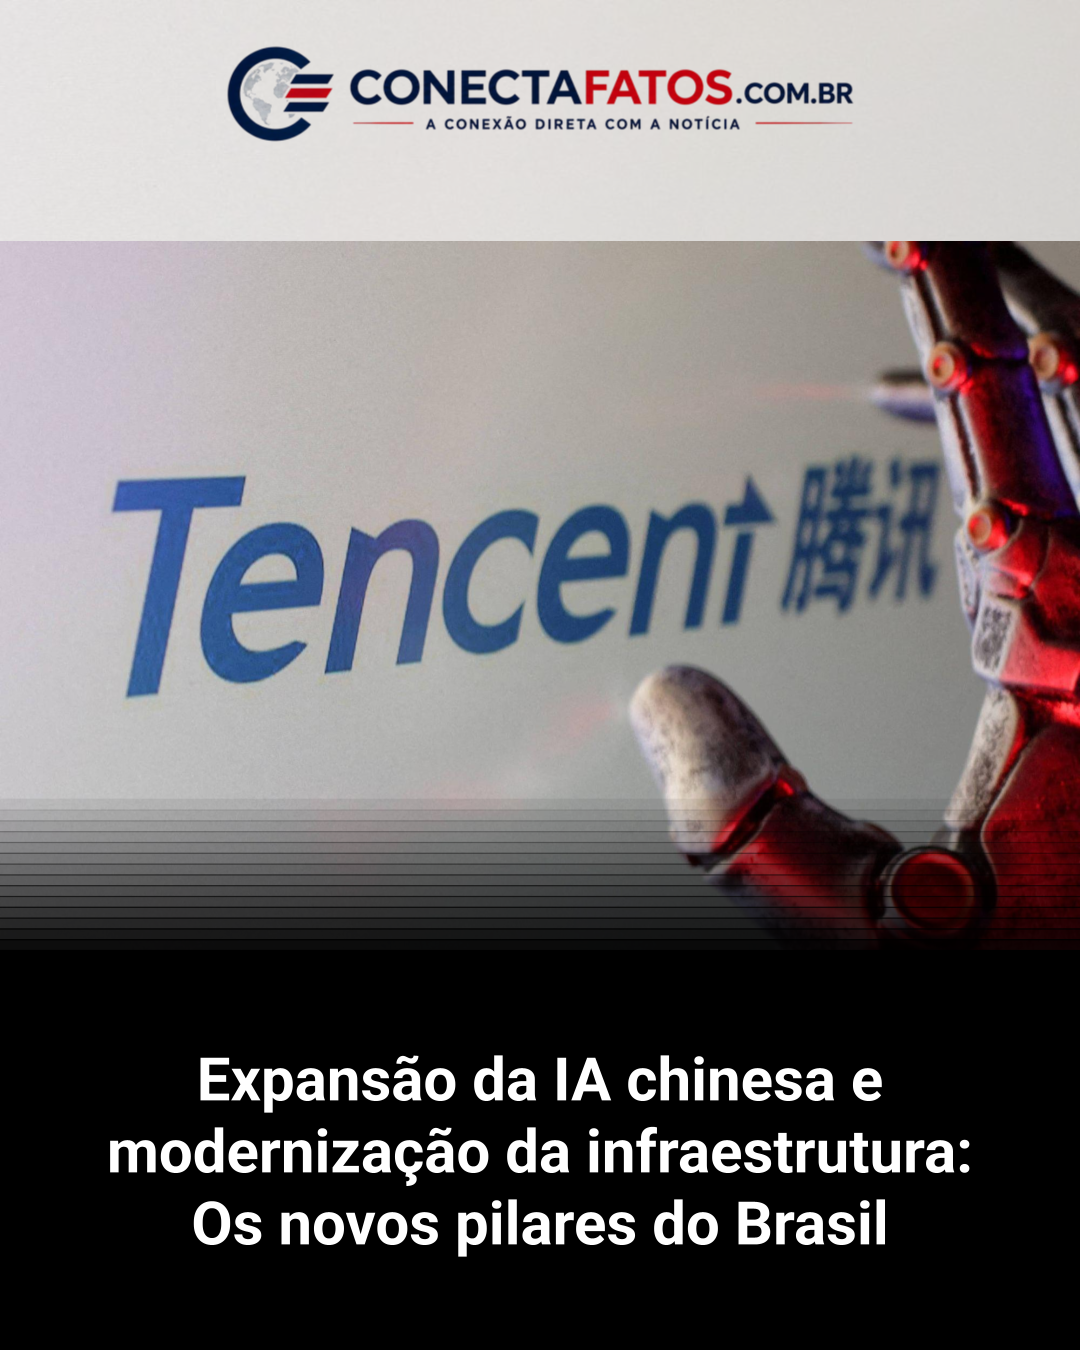 CONECTAFATOS.COM.BR
A CONEXÃO DIRETA COM A NOTÍCIA
Tencent 腾讯
Expansão da IA chinesa e
modernização da infraestrutura:
Os novos pilares do Brasil